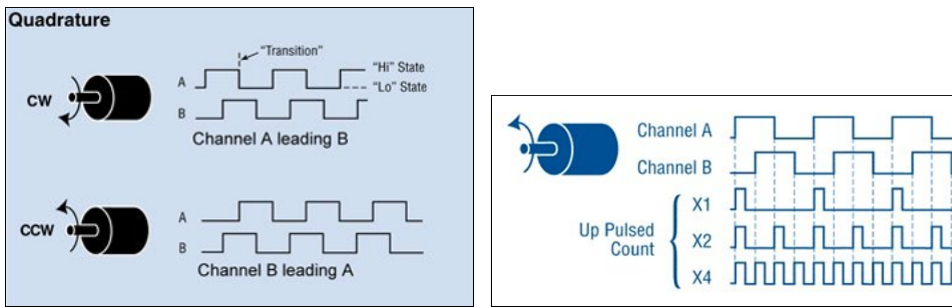 Quadrature
"Transition"
"Hi" State
"Lo" State
A
B
CW
Channel A leading B
A
B
CCW
Channel B leading A
Channel A
Channel B
X1
Up Pulsed
Count
X2
X4